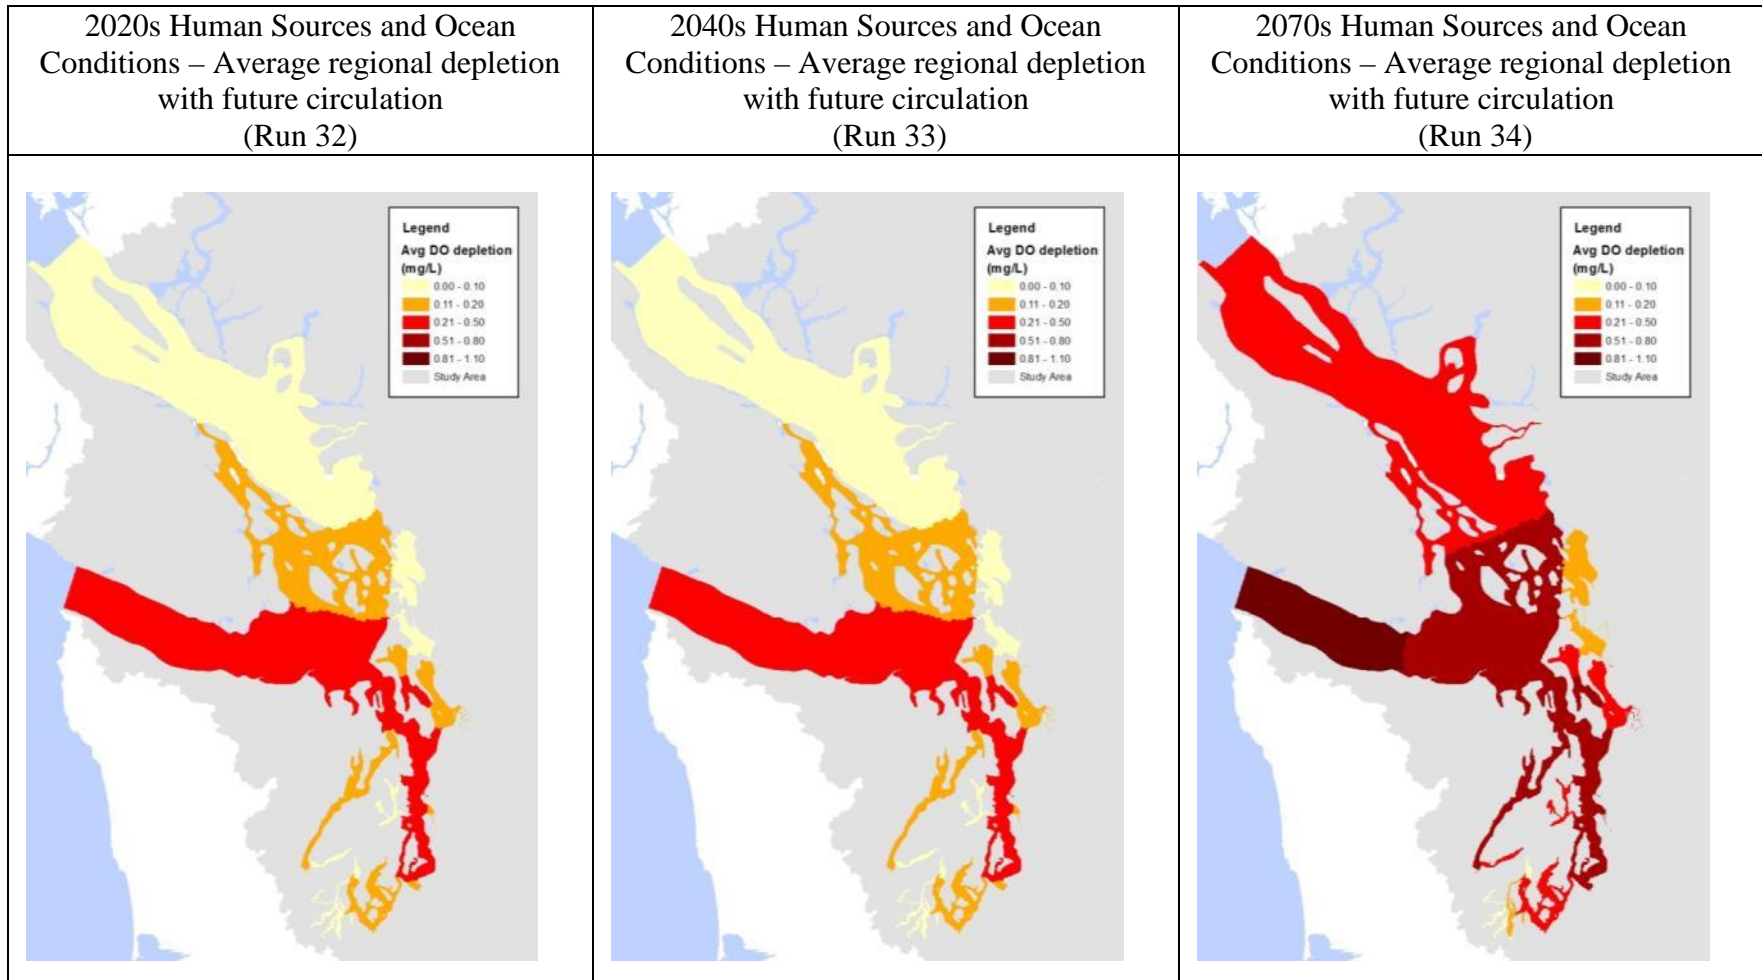 2020s Human Sources and Ocean
Conditions – Average regional depletion
with future circulation
(Run 32)
2040s Human Sources and Ocean
Conditions – Average regional depletion
with future circulation
(Run 33)
2070s Human Sources and Ocean
Conditions – Average regional depletion
with future circulation
(Run 34)
Legend
Avg DO depletion
(mg/L)
0.00 - 0.10
0.11 - 0.20
0.21 - 0.50
0.51 - 0.80
0.81 - 1.10
Study Area
Legend
Avg DO depletion
(mg/L)
0.00 - 0.10
0.11 - 0.20
0.21 - 0.50
0.51 - 0.80
0.81 - 1.10
Study Area
Legend
Avg DO depletion
(mg/L)
0.00 - 0.10
0.11 - 0.20
0.21 - 0.50
0.51 - 0.80
0.81 - 1.10
Study Area